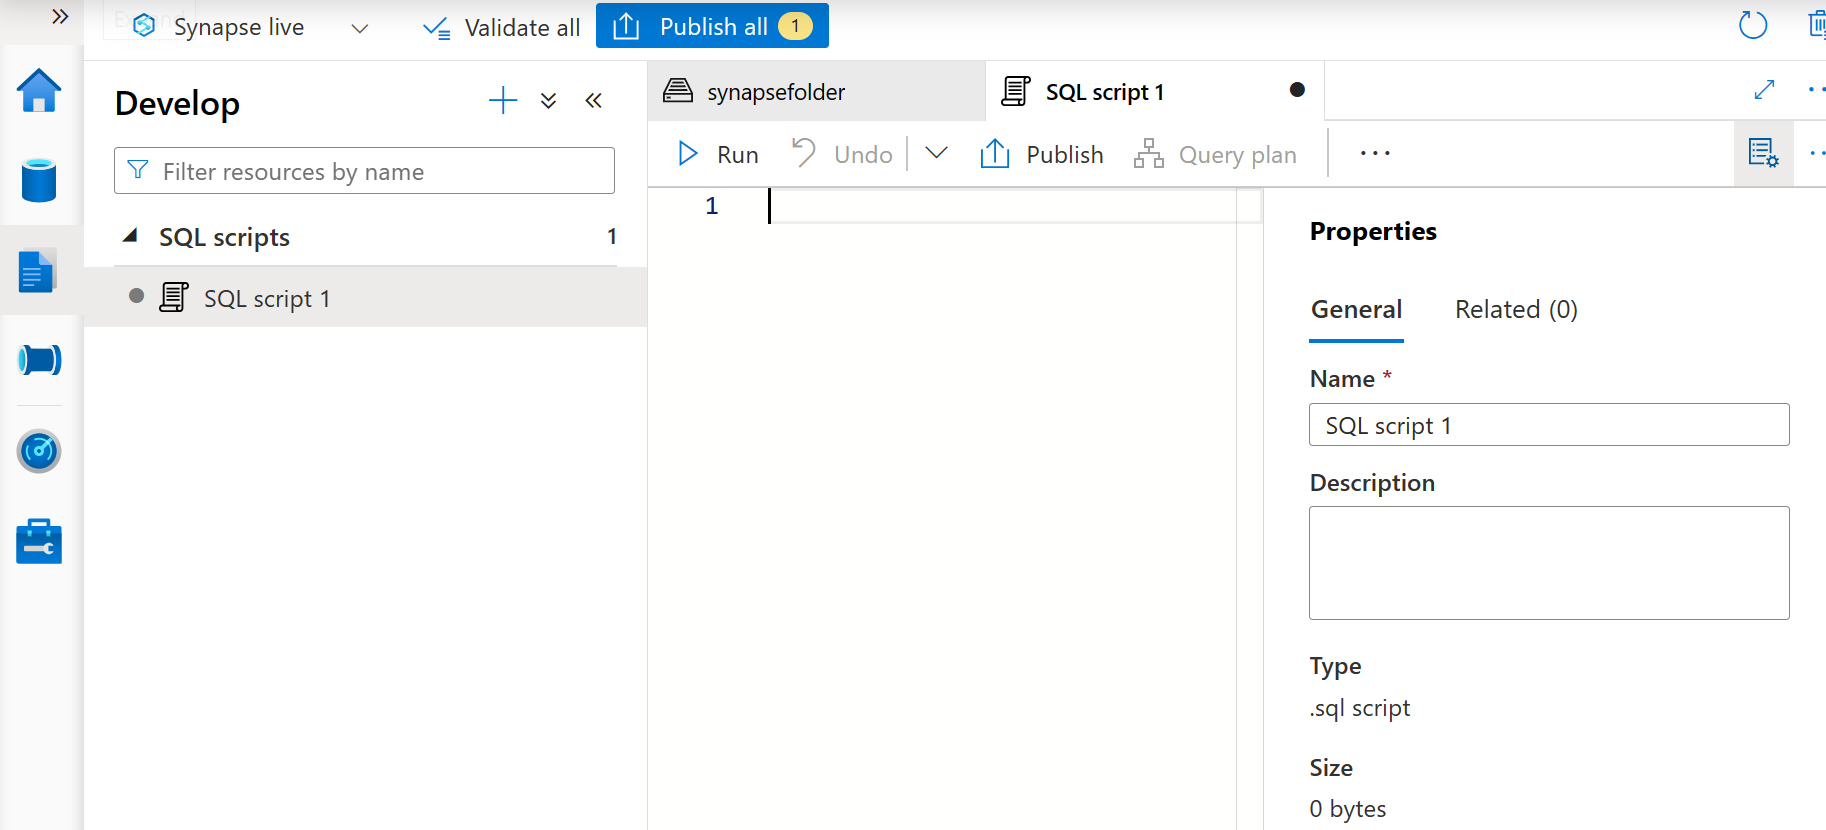 Synapse live
Validate all
Publish all 1
Develop
Filter resources by name
SQL scripts 1
SQL script 1
synapsefolder
SQL script 1
Run
Undo
Publish
Query plan
1
Properties
General
Related (0)
Name *
SQL script 1
Description
Type
.sql script
Size
0 bytes